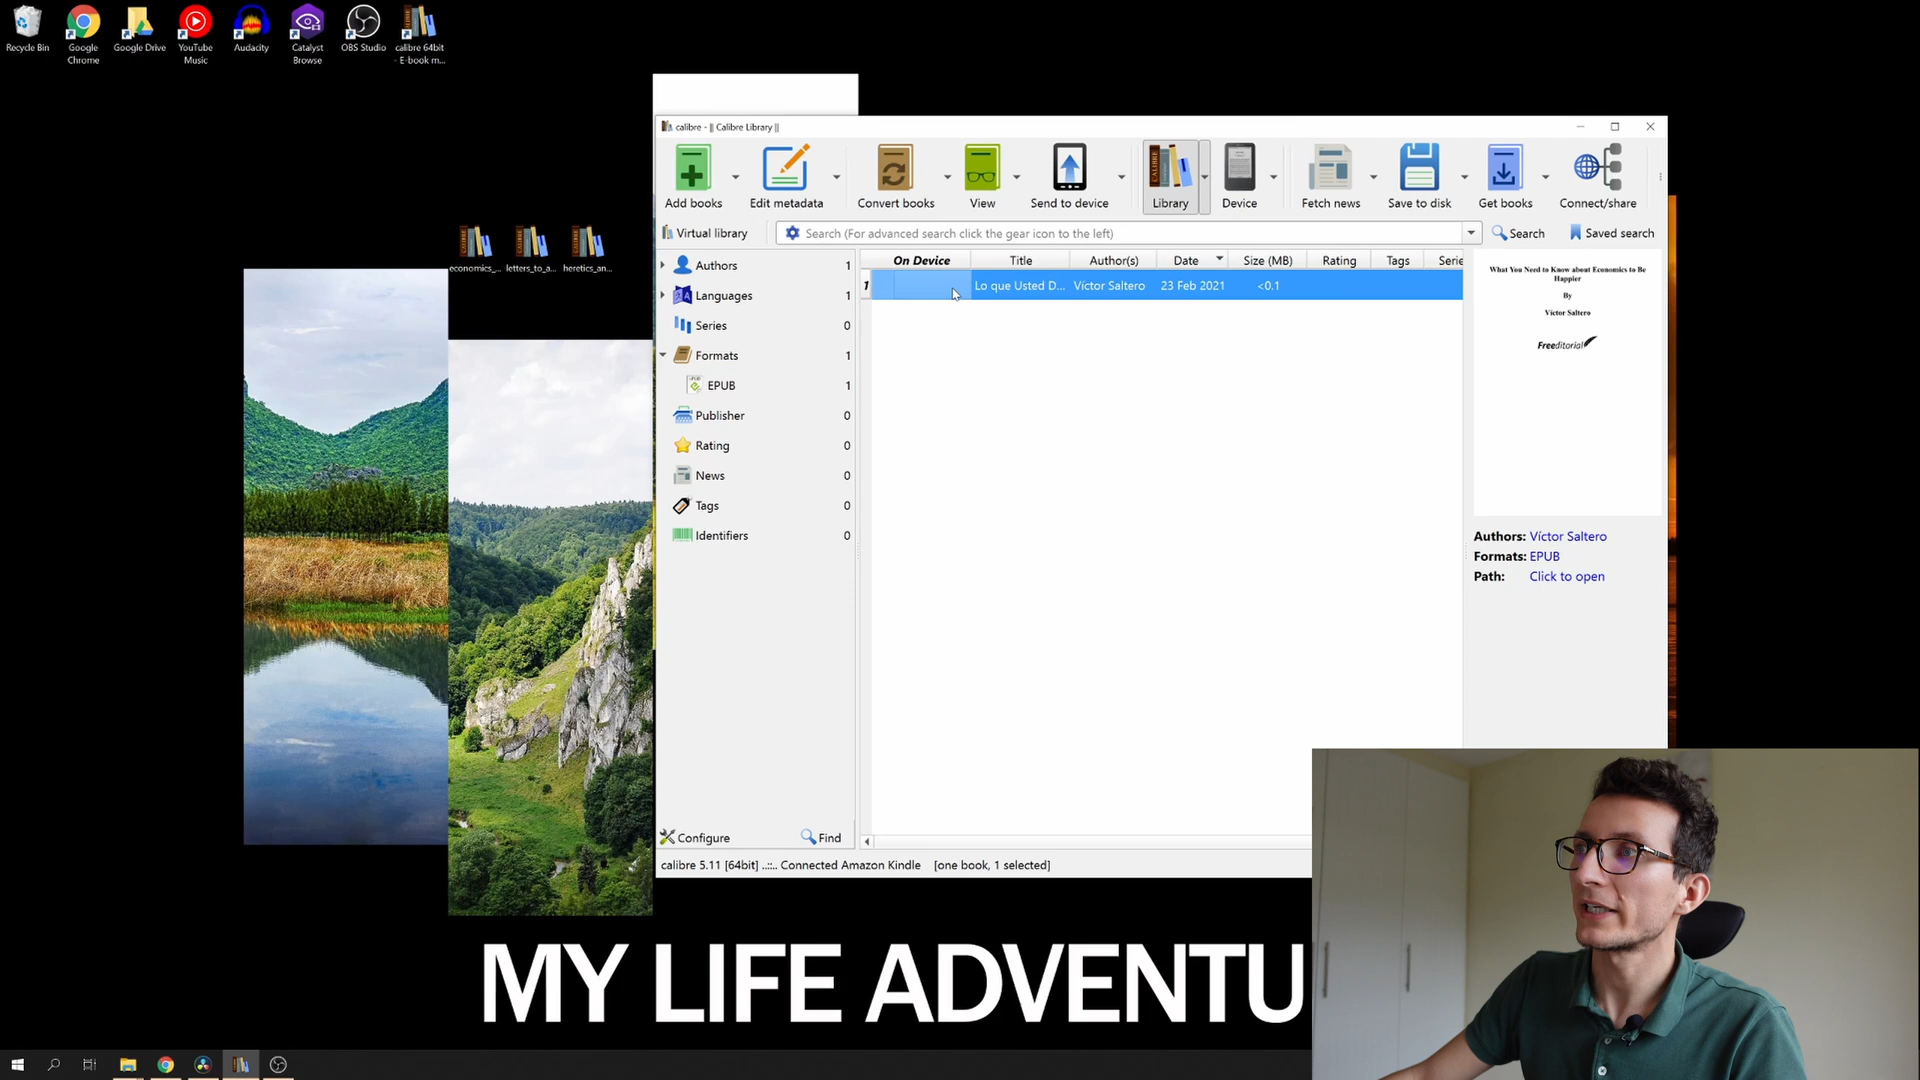 Recycle Bin
Google Chrome
Google Drive
YouTube Music
Audacity
Catalyst Browse
OBS Studio
calibre 64bit - E-book m...
economics_...
letters_to_a...
heretics_an...
calibre - || Calibre Library ||
Add books
Edit metadata
Convert books
View
Send to device
Library
Device
Fetch news
Save to disk
Get books
Connect/share
Virtual library
Search (For advanced search click the gear icon to the left)
Search
Saved search
Authors 1
Languages 1
Series 0
Formats 1
EPUB 1
Publisher 0
Rating 0
News 0
Tags 0
Identifiers 0
Configure
Find
On Device Title Author(s) Date Size (MB) Rating Tags Serie
1 Lo que Usted D... Víctor Saltero 23 Feb 2021 <0.1
What You Need to Know about Economics to Be
Happier
By
Víctor Saltero
Freeditorial
Authors: Víctor Saltero
Formats: EPUB
Path: Click to open
calibre 5.11 [64bit] ..::.. Connected Amazon Kindle [one book, 1 selected]
MY LIFE ADVENTU